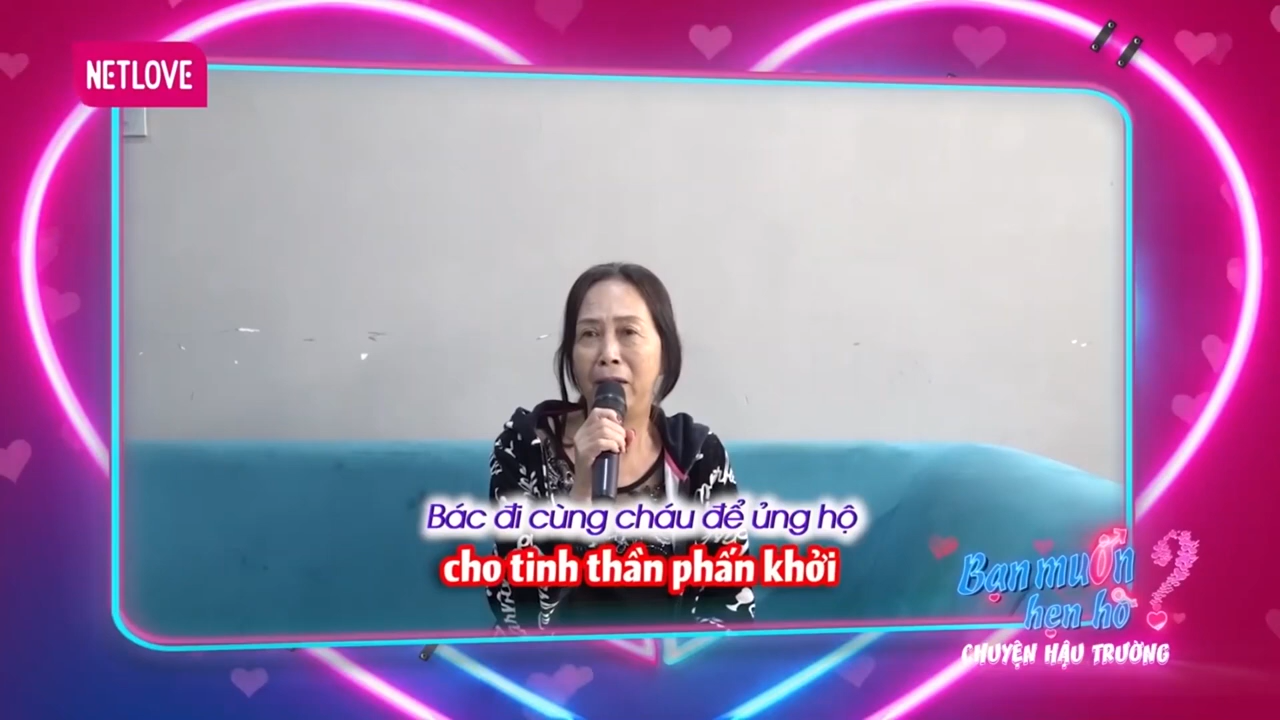 NETLOVE
Bác đi cùng cháu để ủng hộ
cho tinh thần phấn khởi
Bạn muốn
hẹn hò ?
CHUYỆN HẬU TRƯỜNG